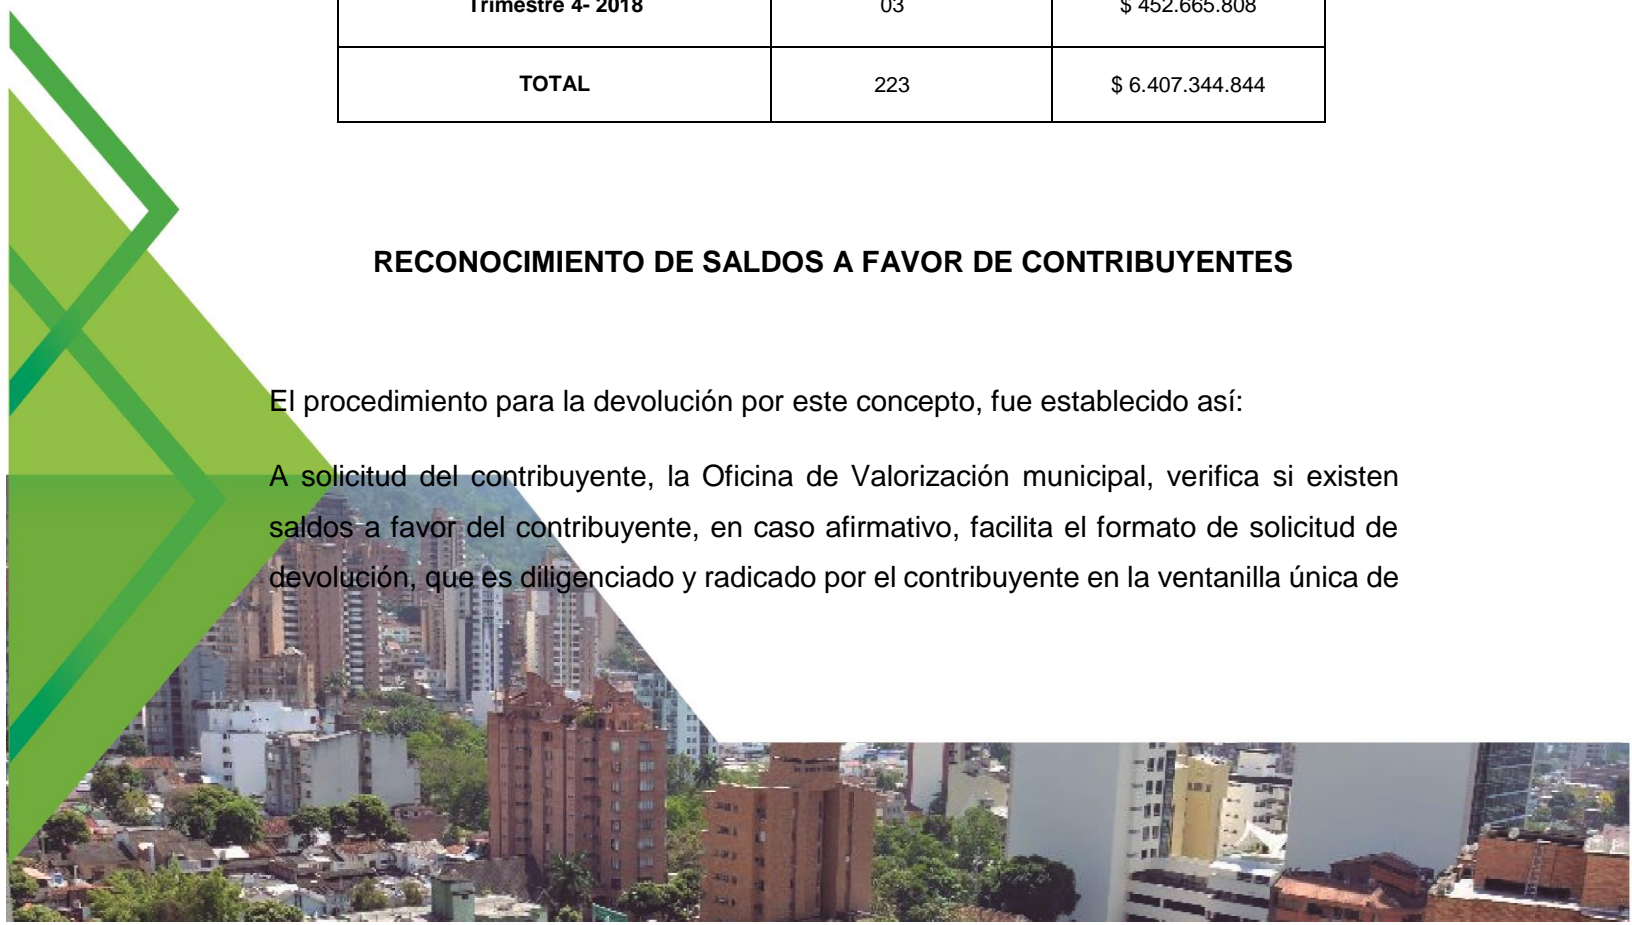 Trimestre 4- 2018 03 $ 452.665.808
TOTAL 223 $ 6.407.344.844
RECONOCIMIENTO DE SALDOS A FAVOR DE CONTRIBUYENTES
El procedimiento para la devolución por este concepto, fue establecido así:
A solicitud del contribuyente, la Oficina de Valorización municipal, verifica si existen
saldos a favor del contribuyente, en caso afirmativo, facilita el formato de solicitud de
devolución, que es diligenciado y radicado por el contribuyente en la ventanilla única de